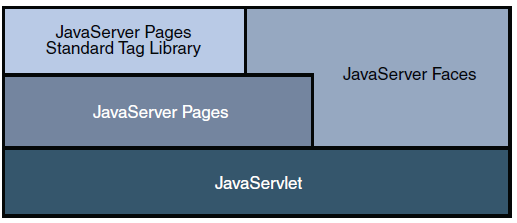 JavaServer Pages
Standard Tag Library
JavaServer Faces
JavaServer Pages
JavaServlet